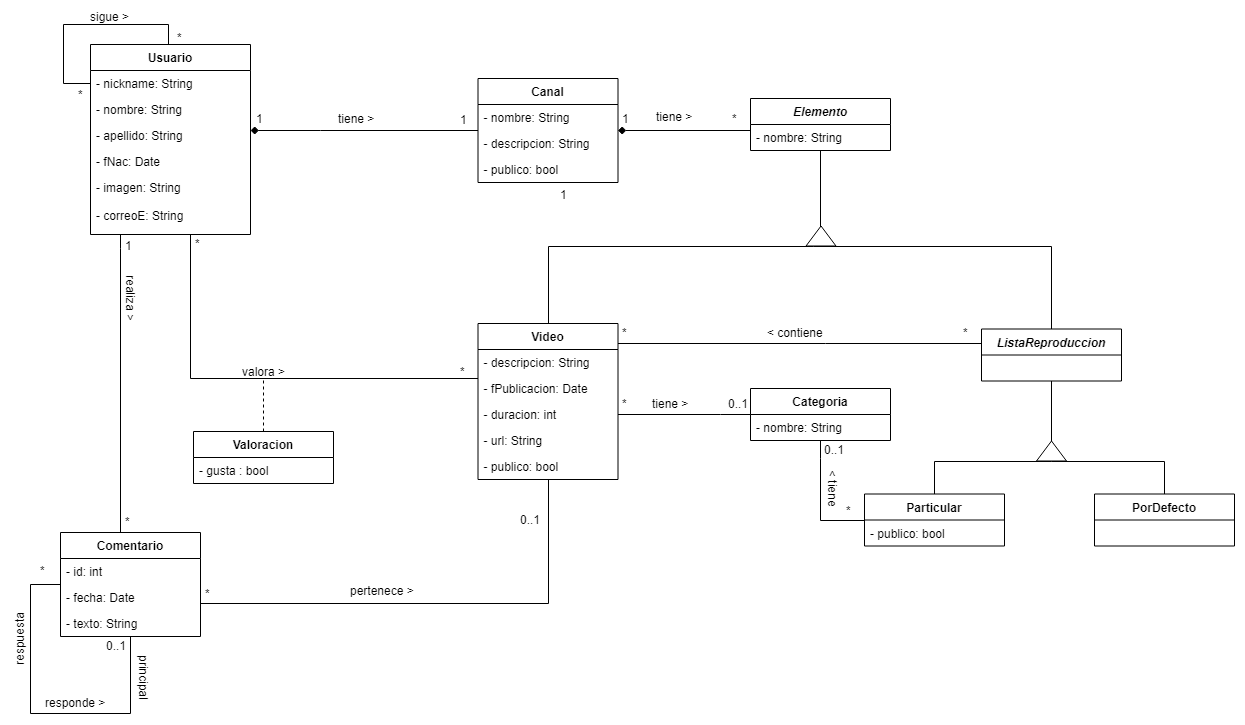 sigue >
*
*
Usuario
- nickname: String
- nombre: String
- apellido: String
- fNac: Date
- imagen: String
- correoE: String
1
tiene >
1
Canal
- nombre: String
- descripcion: String
- publico: bool
1
1
tiene >
*
Elemento
- nombre: String
1
realiza >
*
*
valora >
*
Valoracion
- gusta : bool
Video
- descripcion: String
- fPublicacion: Date
- duracion: int
- url: String
- publico: bool
*
< contiene
*
ListaReproduccion
*
tiene >
0..1
Categoria
- nombre: String
0..1
< tiene
*
Particular
- publico: bool
PorDefecto
0..1
pertenece >
*
Comentario
- id: int
- fecha: Date
- texto: String
*
respuesta
0..1
principal
responde >